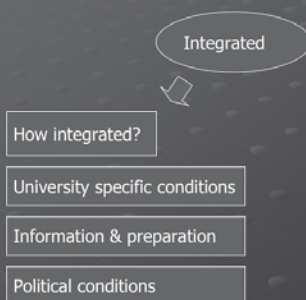 Integrated
How integrated?
University specific conditions
Information & preparation
Political conditions